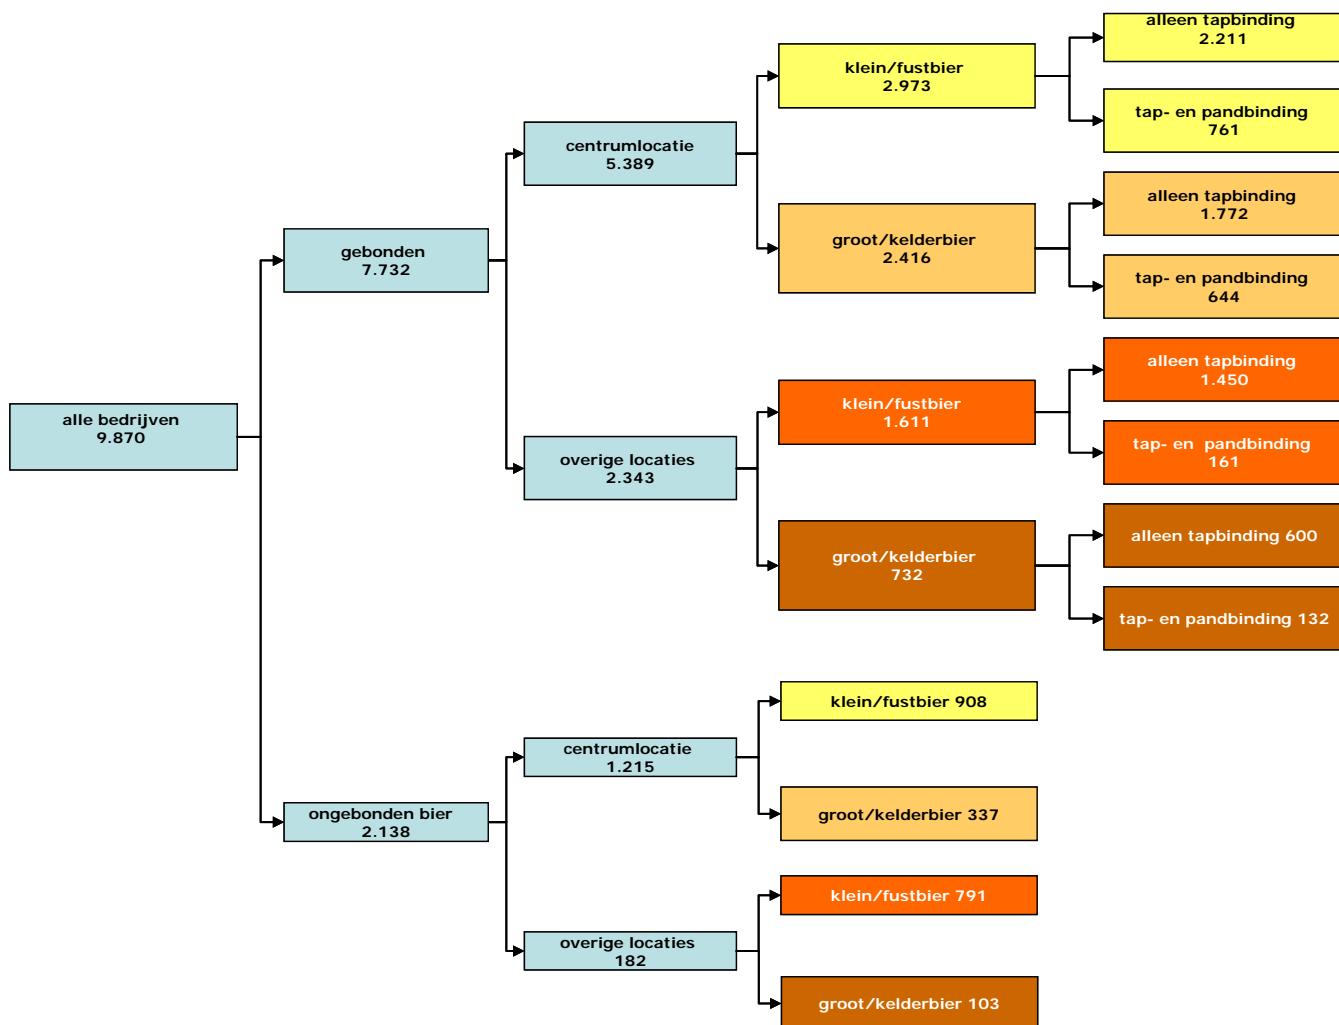 alle bedrijven
9.870
gebonden
7.732
ongebonden bier
2.138
centrumlocatie
5.389
overige locaties
2.343
centrumlocatie
1.215
overige locaties
182
klein/fustbier
2.973
groot/kelderbier
2.416
klein/fustbier
1.611
groot/kelderbier
732
klein/fustbier 908
groot/kelderbier 337
klein/fustbier 791
groot/kelderbier 103
alleen tapbinding
2.211
tap- en pandbinding
761
alleen tapbinding
1.772
tap- en pandbinding
644
alleen tapbinding
1.450
tap- en pandbinding
161
alleen tapbinding 600
tap- en pandbinding 132